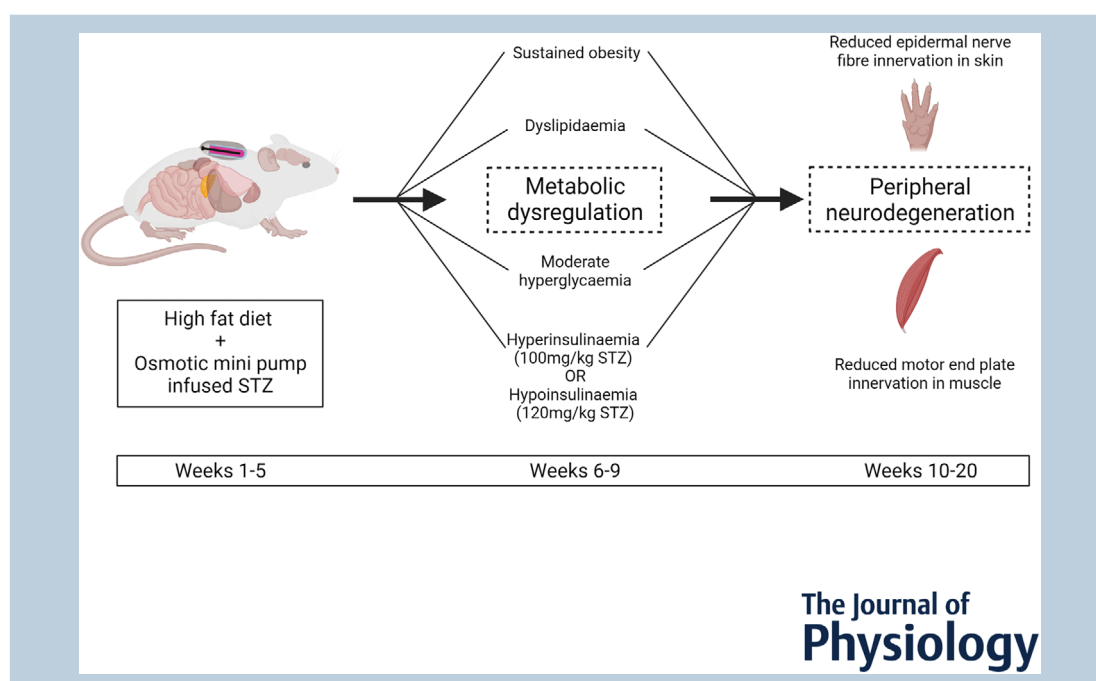 High fat diet
+
Osmotic mini pump
infused STZ
Sustained obesity
Dyslipidaemia
Metabolic
dysregulation
Moderate
hyperglycaemia
Hyperinsulinaemia
(100mg/kg STZ)
OR
Hypoinsulinaemia
(120mg/kg STZ)
Reduced epidermal nerve
fibre innervation in skin
Peripheral
neurodegeneration
Reduced motor end plate
innervation in muscle
Weeks 1-5
Weeks 6-9
Weeks 10-20
The Journal of
Physiology